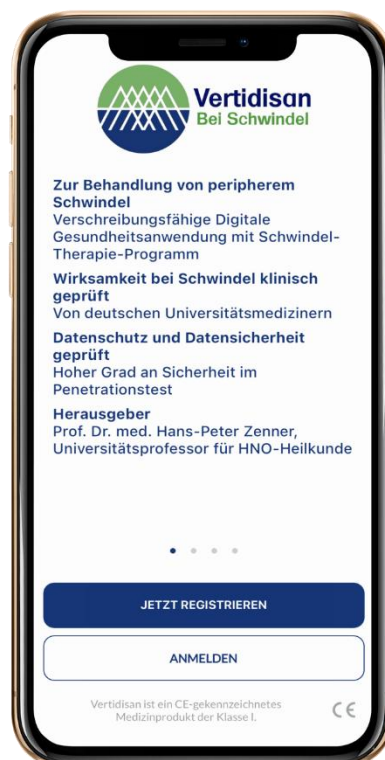 Vertidisan
Bei Schwindel
Zur Behandlung von peripherem
Schwindel
Verschreibungsfähige Digitale
Gesundheitsanwendung mit Schwindel-
Therapie-Programm
Wirksamkeit bei Schwindel klinisch
geprüft
Von deutschen Universitätsmedizinern
Datenschutz und Datensicherheit
geprüft
Hoher Grad an Sicherheit im
Penetrationstest
Herausgeber
Prof. Dr. med. Hans-Peter Zenner,
Universitätsprofessor für HNO-Heilkunde
JETZT REGISTRIEREN
ANMELDEN
Vertidisan ist ein CE-gekennzeichnetes
Medizinprodukt der Klasse I.
CE